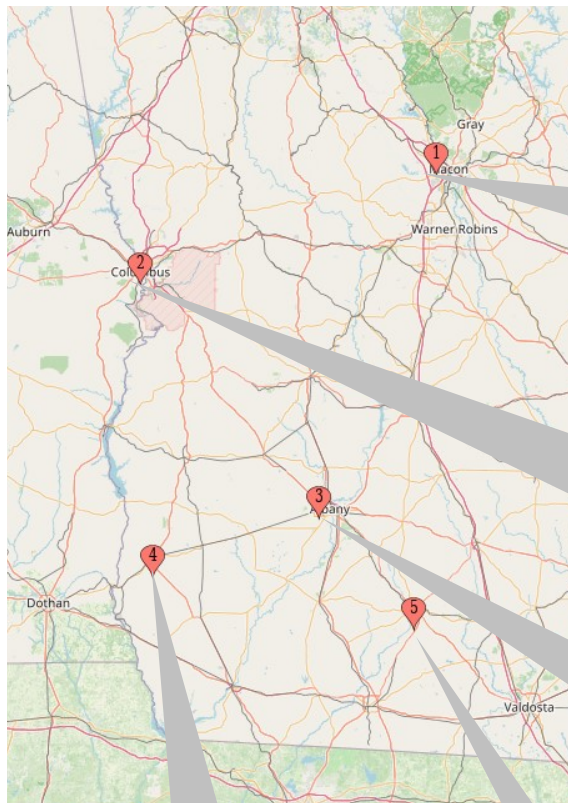 Gray
1
Macon
Auburn
Warner Robins
2
Columbus
3
Albany
4
5
Dothan
Valdosta